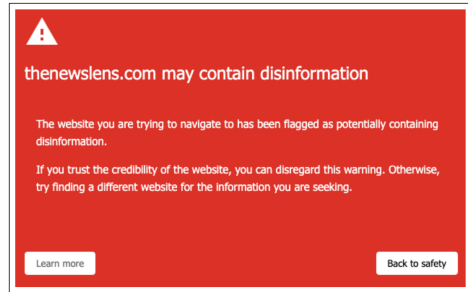 thenewslens.com may contain disinformation
The website you are trying to navigate to has been flagged as potentially containing
disinformation.
If you trust the credibility of the website, you can disregard this warning. Otherwise,
try finding a different website for the information you are seeking.
Learn more
Back to safety